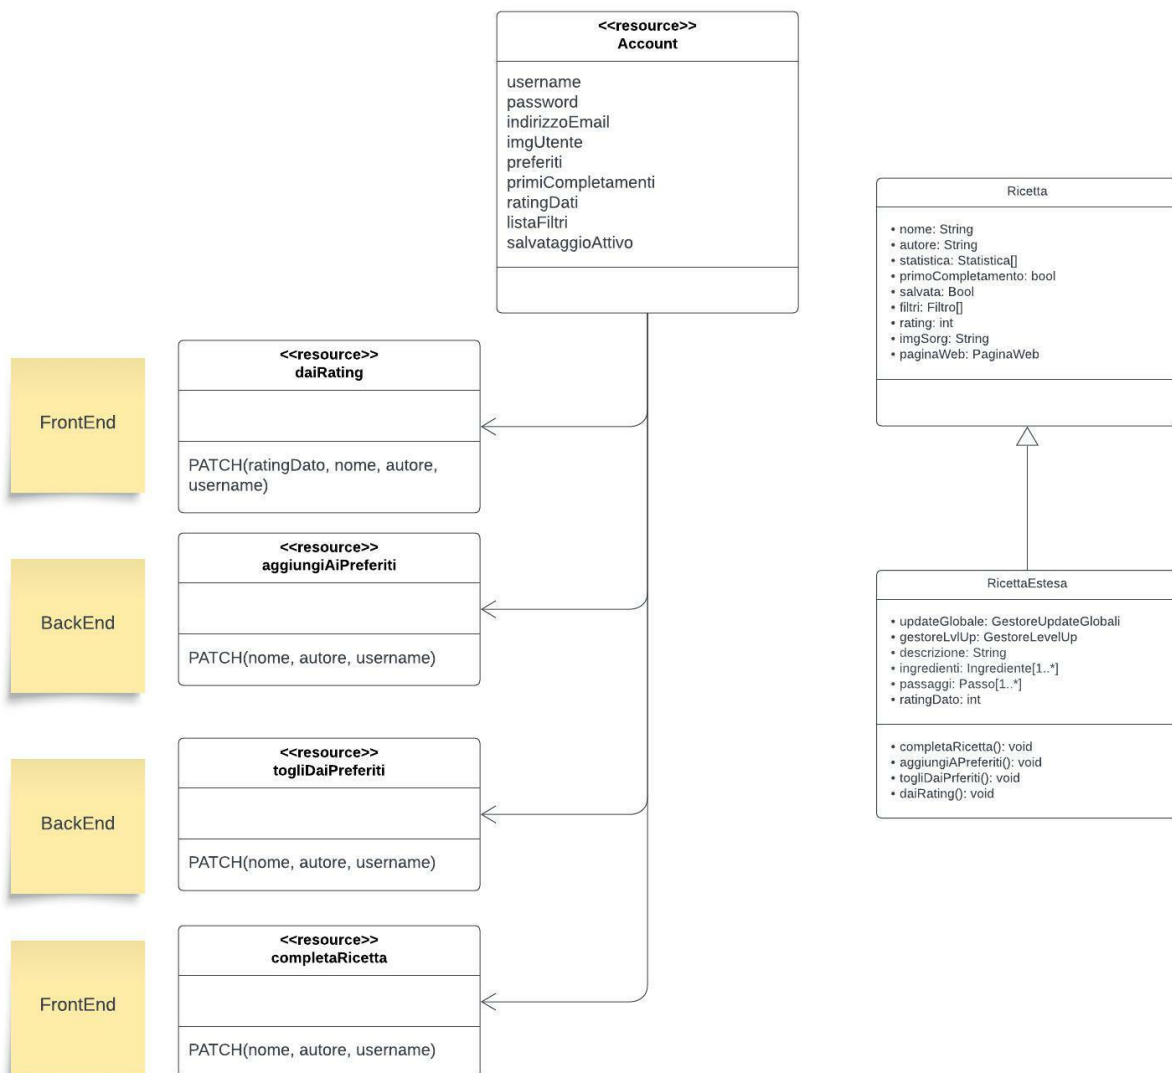 <<resource>>
Account
username
password
indirizzoEmail
imgUtente
preferiti
primiCompletamenti
ratingDati
listaFiltri
salvataggioAttivo
Ricetta
• nome: String
• autore: String
• statistica: Statistica[]
• primoCompletamento: bool
• salvata: Bool
• filtri: Filtro[]
• rating: int
• imgSorg: String
• paginaWeb: PaginaWeb
FrontEnd
<<resource>>
daiRating
PATCH(ratingDato, nome, autore,
username)
BackEnd
<<resource>>
aggiungiAiPreferiti
PATCH(nome, autore, username)
RicettaEstesa
• updateGlobale: GestoreUpdateGlobali
• gestoreLvlUp: GestoreLevelUp
• descrizione: String
• ingredienti: Ingrediente[1..*]
• passaggi: Passo[1..*]
• ratingDato: int
• completaRicetta(): void
• aggiungiAPreferiti(): void
• togliDaiPrferiti(): void
• daiRating(): void
BackEnd
<<resource>>
togliDaiPreferiti
PATCH(nome, autore, username)
FrontEnd
<<resource>>
completaRicetta
PATCH(nome, autore, username)